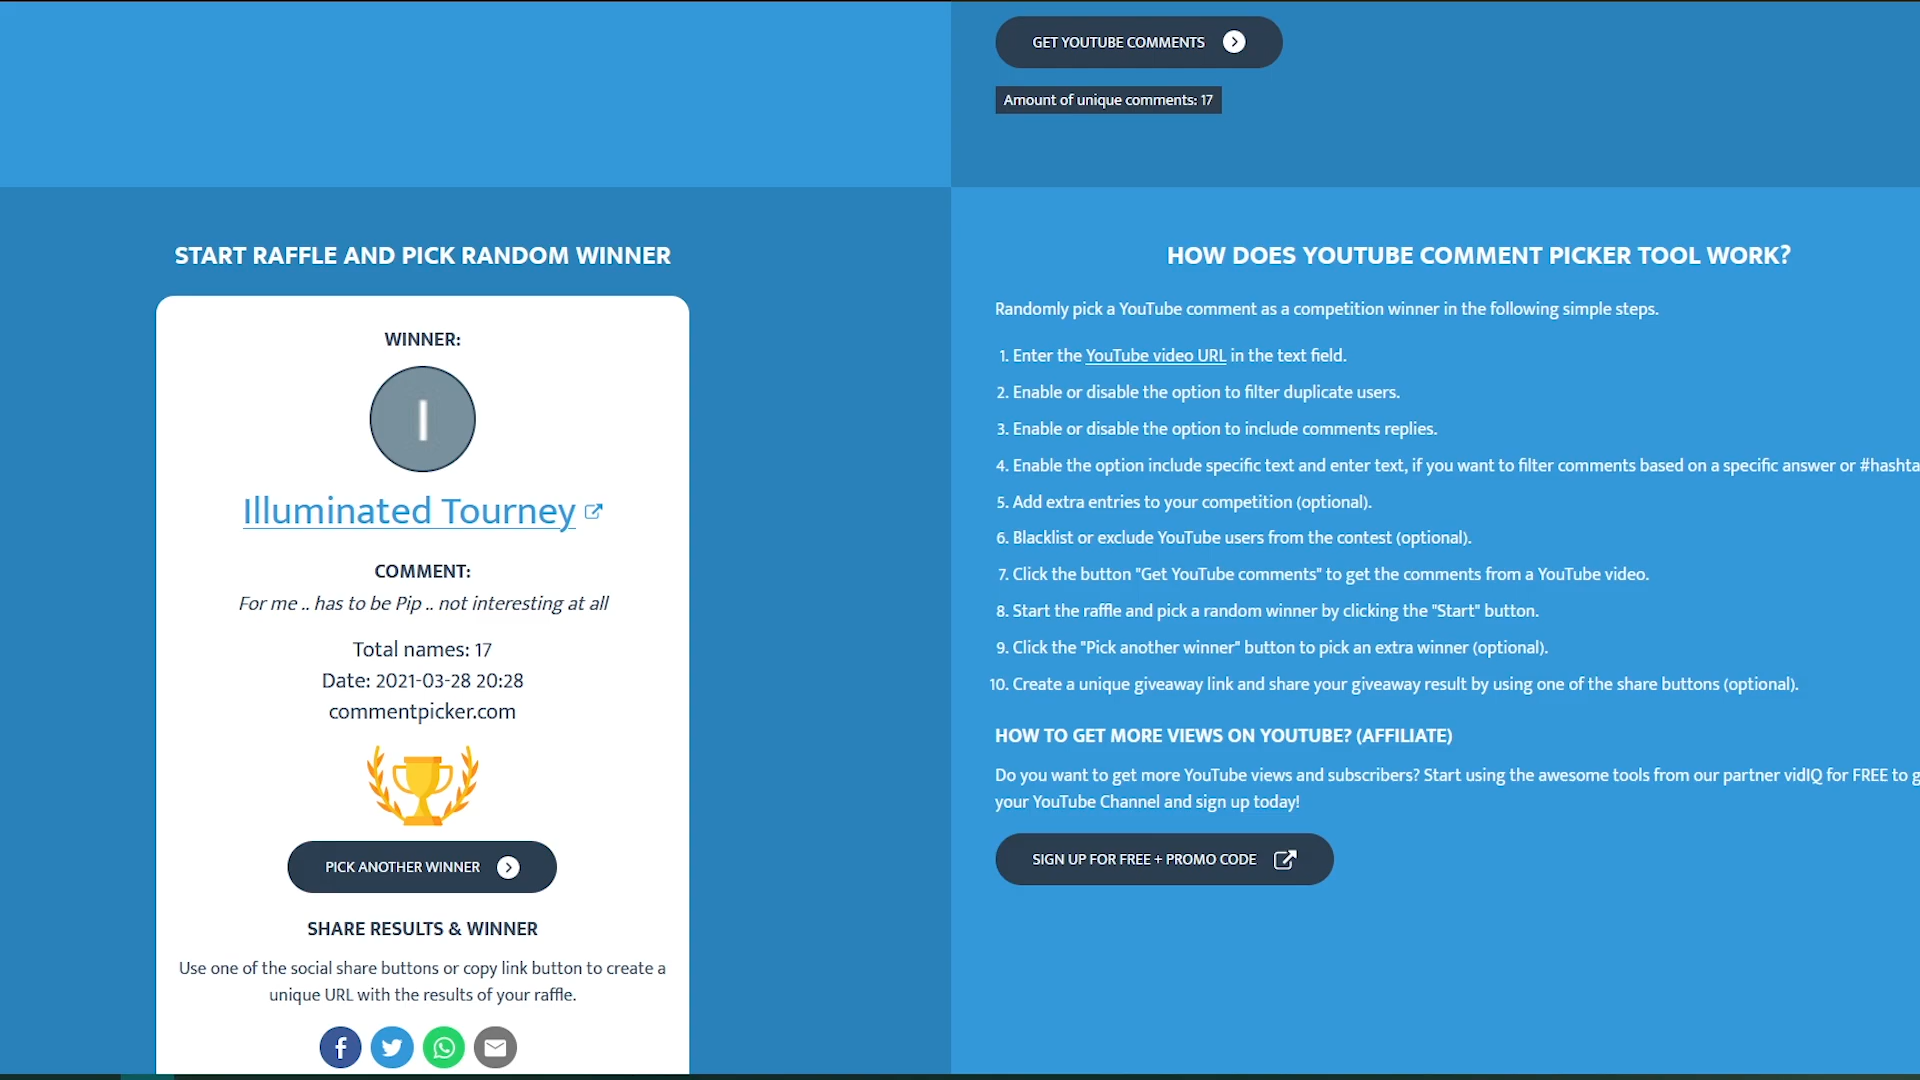 GET YOUTUBE COMMENTS
Amount of unique comments: 17
START RAFFLE AND PICK RANDOM WINNER
WINNER:
I
Illuminated Tourney
COMMENT:
For me .. has to be Pip .. not interesting at all
Total names: 17
Date: 2021-03-28 20:28
commentpicker.com
PICK ANOTHER WINNER
SHARE RESULTS & WINNER
Use one of the social share buttons or copy link button to create a
unique URL with the results of your raffle.
HOW DOES YOUTUBE COMMENT PICKER TOOL WORK?
Randomly pick a YouTube comment as a competition winner in the following simple steps.
1. Enter the YouTube video URL in the text field.
2. Enable or disable the option to filter duplicate users.
3. Enable or disable the option to include comments replies.
4. Enable the option include specific text and enter text, if you want to filter comments based on a specific answer or #hashta
5. Add extra entries to your competition (optional).
6. Blacklist or exclude YouTube users from the contest (optional).
7. Click the button "Get YouTube comments" to get the comments from a YouTube video.
8. Start the raffle and pick a random winner by clicking the "Start" button.
9. Click the "Pick another winner" button to pick an extra winner (optional).
10. Create a unique giveaway link and share your giveaway result by using one of the share buttons (optional).
HOW TO GET MORE VIEWS ON YOUTUBE? (AFFILIATE)
Do you want to get more YouTube views and subscribers? Start using the awesome tools from our partner vidIQ for FREE to g
your YouTube Channel and sign up today!
SIGN UP FOR FREE + PROMO CODE